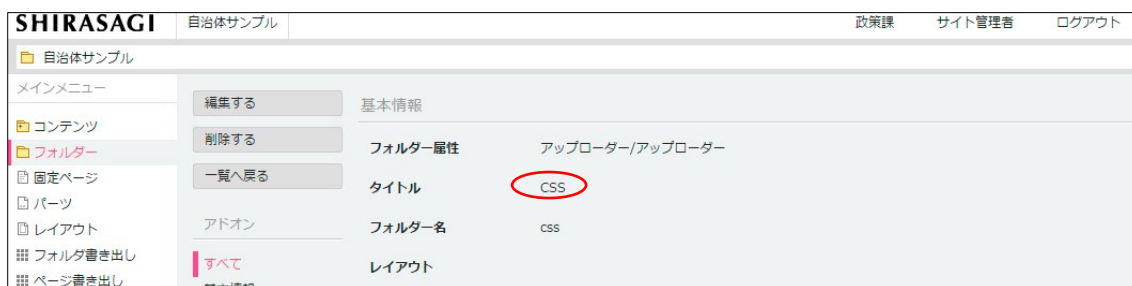 SHIRASAGI 自治体サンプル 政策課 サイト管理者 ログアウト
自治体サンプル
メインメニュー
コンテンツ
フォルダー
固定ページ
パーツ
レイアウト
フォルダ書き出し
ページ書き出し
編集する
削除する
一覧へ戻る
アドオン
すべて
基本情報
基本情報
フォルダー属性 アップローダー/アップローダー
タイトル CSS
フォルダー名 css
レイアウト